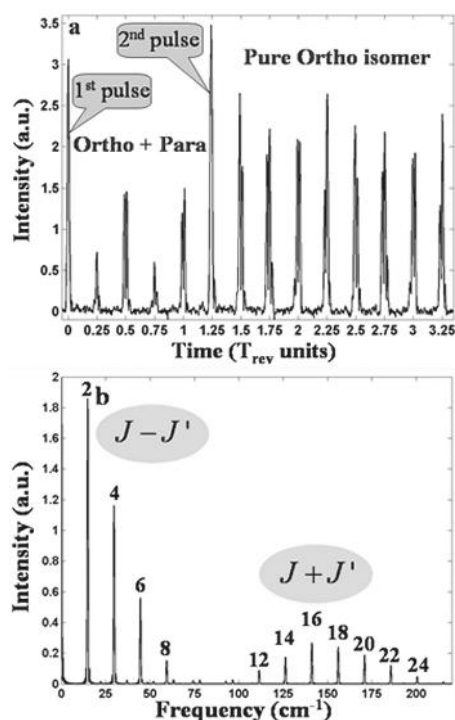 a
3.5
3
2.5
2
1.5
1
0.5
0
Intensity (a.u.)
1st pulse
2nd pulse
Ortho + Para
Pure Ortho isomer
0 0.25 0.5 0.75 1 1.25 1.5 1.75 2 2.25 2.5 2.75 3 3.25
Time (Trev units)
b
2
1.8
1.6
1.4
1.2
1
0.8
0.6
0.4
0.2
0
Intensity (a.u.)
2
J - J'
4
6
8
J + J'
12
14
16
18
20
22
24
0 25 50 75 100 125 150 175 200
Frequency (cm-1)